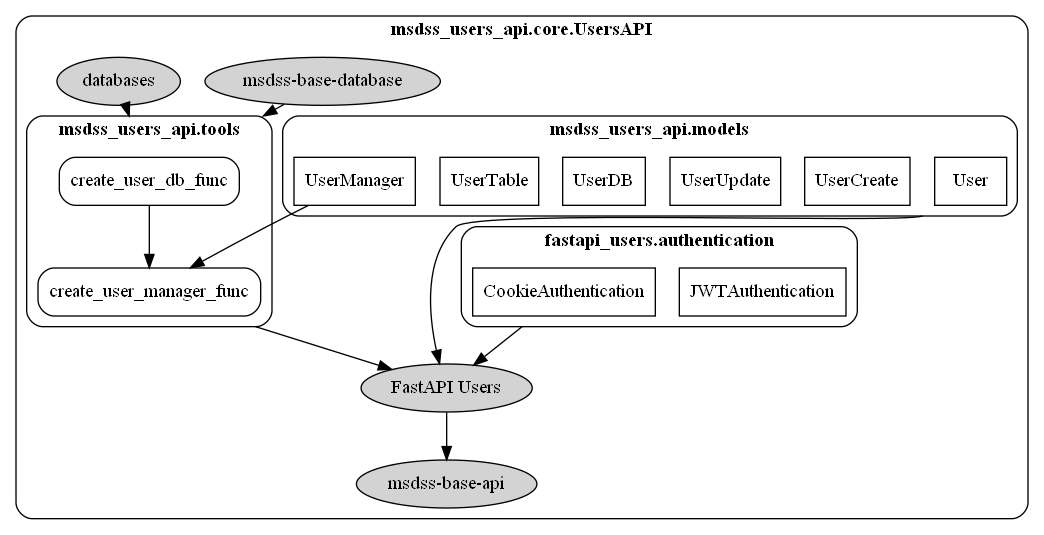 msdss_users_api.core.UsersAPI
databases
msdss-base-database
msdss_users_api.tools
msdss_users_api.models
create_user_db_func
UserManager
UserTable
UserDB
UserUpdate
UserCreate
User
fastapi_users.authentication
create_user_manager_func
CookieAuthentication
JWTAuthentication
FastAPI Users
msdss-base-api